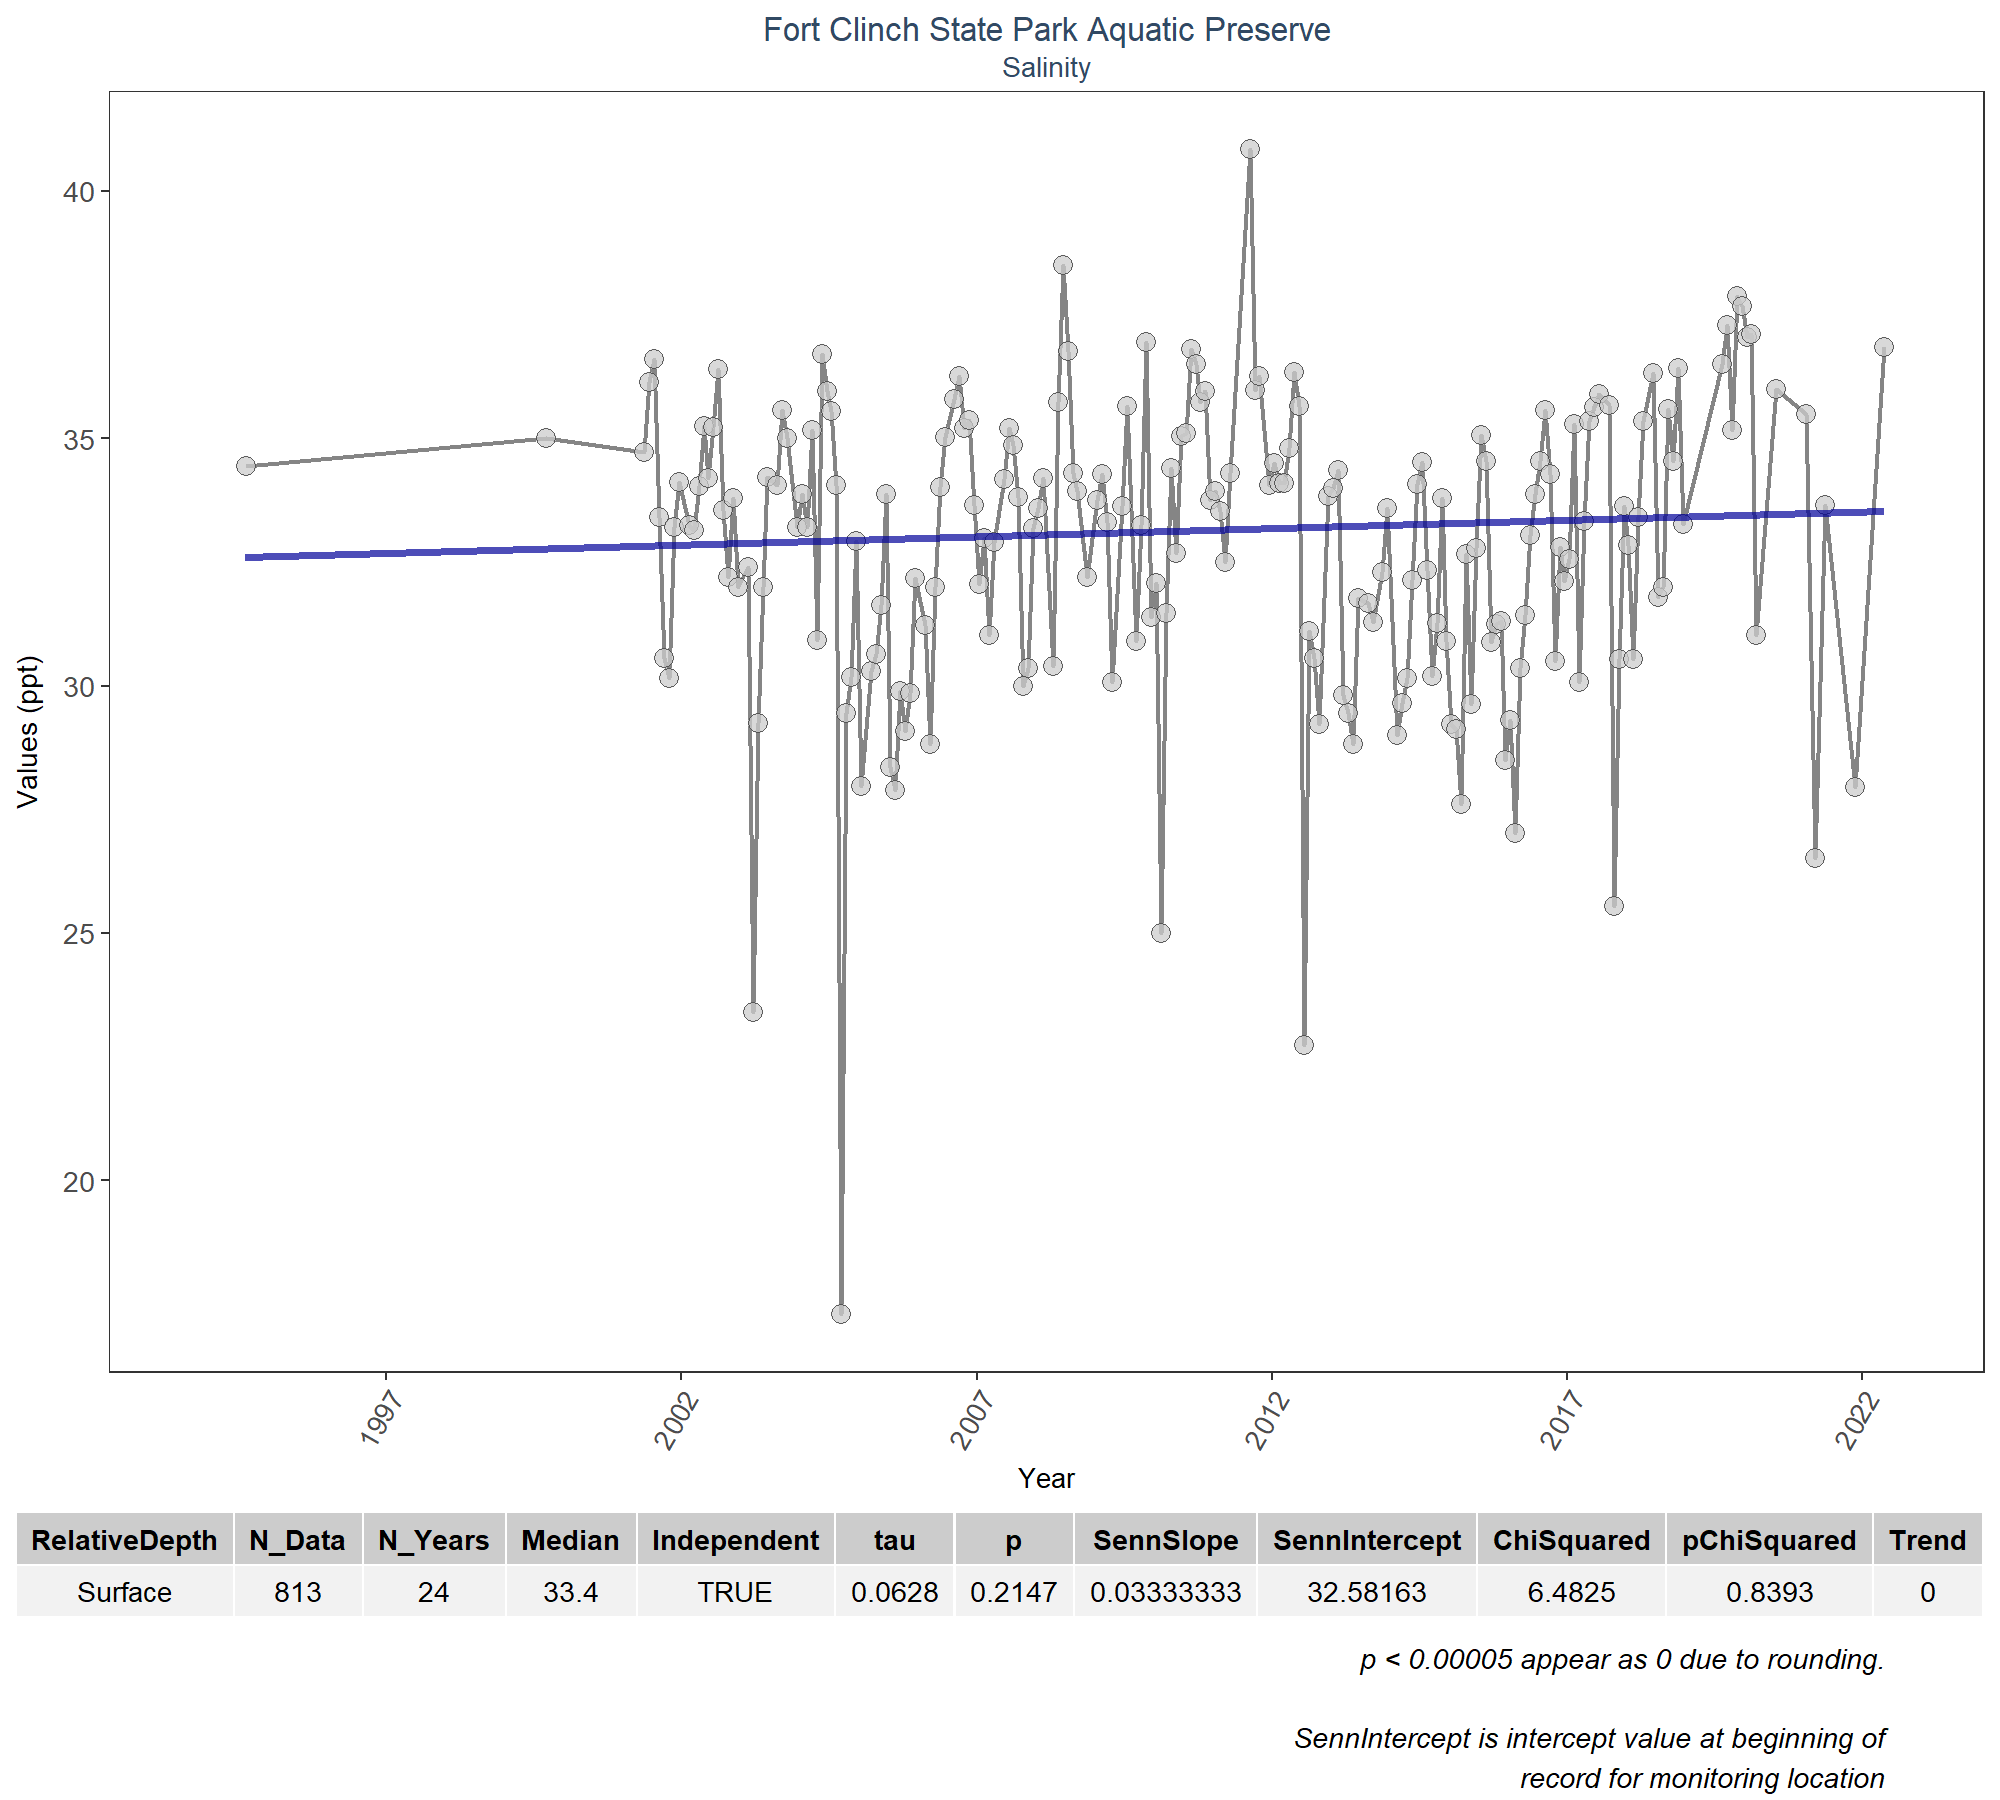 Fort Clinch State Park Aquatic Preserve
Salinity
40
35
30
25
20
Values (ppt)
1997
2002
2007
2012
2017
2022
Year
RelativeDepth N_Data N_Years Median Independent tau p SennSlope SennIntercept ChiSquared pChiSquared Trend
Surface 813 24 33.4 TRUE 0.0628 0.2147 0.03333333 32.58163 6.4825 0.8393 0
p < 0.00005 appear as 0 due to rounding.
SennIntercept is intercept value at beginning of
record for monitoring location